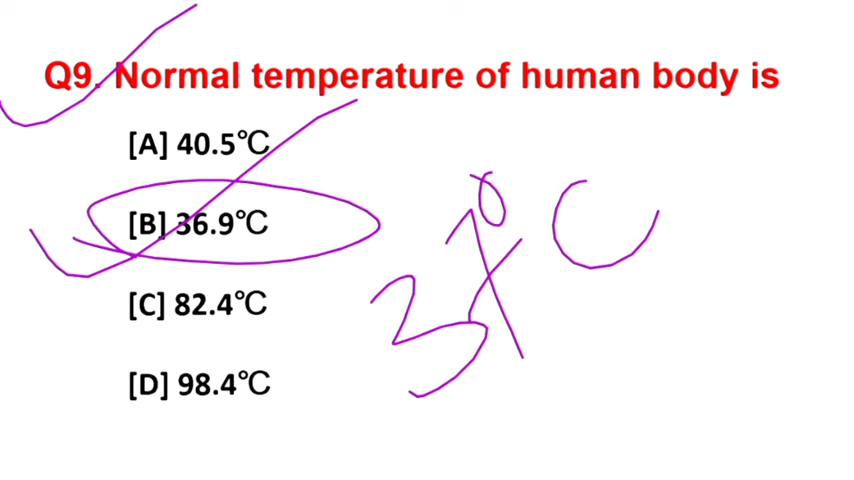 Q9. Normal temperature of human body is
[A] 40.5℃
[B] 36.9℃
37°C
[C] 82.4℃
[D] 98.4℃